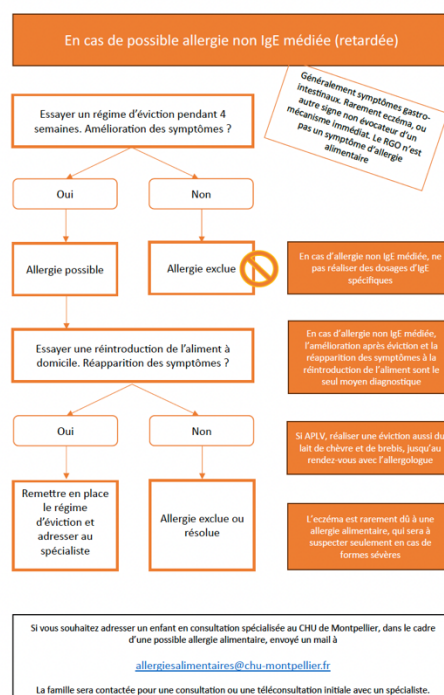 En cas de possible allergie non IgE médiée (retardée)
Généralement symptômes gastro-
intestinaux. Rarement eczéma, ou
autre signe non évocateur d'un
mécanisme immédiat. Le RGO n'est
pas un symptôme d'allergie
alimentaire
Essayer un régime d'éviction pendant 4
semaines. Amélioration des symptômes ?
Oui
Non
Allergie possible
Allergie exclue
En cas d'allergie non IgE médiée, ne
pas réaliser des dosages d'IgE
spécifiques
Essayer une réintroduction de l'aliment à
domicile. Réapparition des symptômes ?
En cas d'allergie non IgE médiée,
l'amélioration après éviction et la
réapparition des symptômes à la
réintroduction de l'aliment sont le
seul moyen diagnostique
Oui
Non
Si APLV, réaliser une éviction aussi du
lait de chèvre et de brebis, jusqu'au
rendez-vous avec l'allergologue
Remettre en place
le régime
d'éviction et
adresser au
spécialiste
Allergie exclue ou
résolue
L'eczéma est rarement dû à une
allergie alimentaire, qui sera à
suspecter seulement en cas de
formes sévères
Si vous souhaitez adresser un enfant en consultation spécialisée au CHU de Montpellier, dans le cadre
d'une possible allergie alimentaire, envoyé un mail à
allergiesalimentaires@chu-montpellier.fr
La famille sera contactée pour une consultation ou une téléconsultation initiale avec un spécialiste.